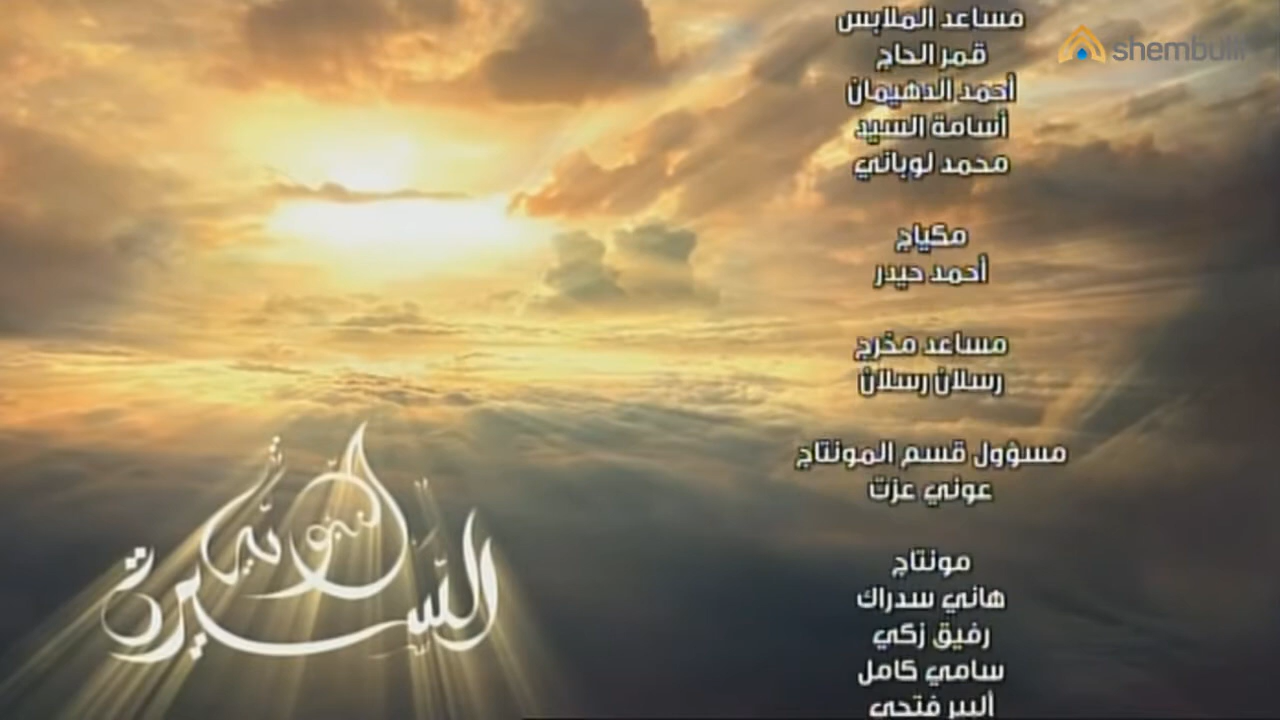 shembulli
مساعد الملابس
قمر الحاج
أحمد الدهيمان
أسامة السيد
محمد لوباني
مكياج
أحمد حيدر
مساعد مخرج
رسلان رسلان
مسؤول قسم المونتاج
عوني عزت
مونتاج
هاني سدراك
رفيق زكي
سامي كامل
ألبير فتحي
السيرة النبوية